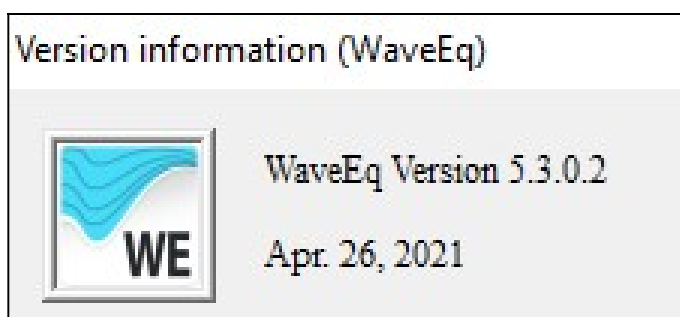 Version information (WaveEq)
WaveEq Version 5.3.0.2
WE
Apr. 26, 2021